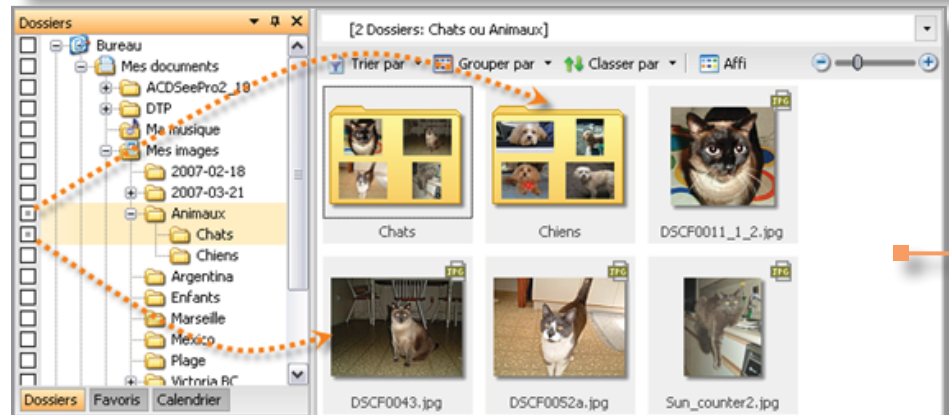 Dossiers
Bureau
Mes documents
ACDSeePro2_18
DTP
Ma musique
Mes images
2007-02-18
2007-03-21
Animaux
Chats
Chiens
Argentina
Enfants
Marseille
Mexico
Plage
Victoria BC
Dossiers Favoris Calendrier
[2 Dossiers: Chats ou Animaux]
Trier par Grouper par Classer par Affi
JPG
Chats Chiens DSCF0011_1_2.jpg
JPG JPG JPG
DSCF0043.jpg DSCF0052a.jpg Sun_counter2.jpg